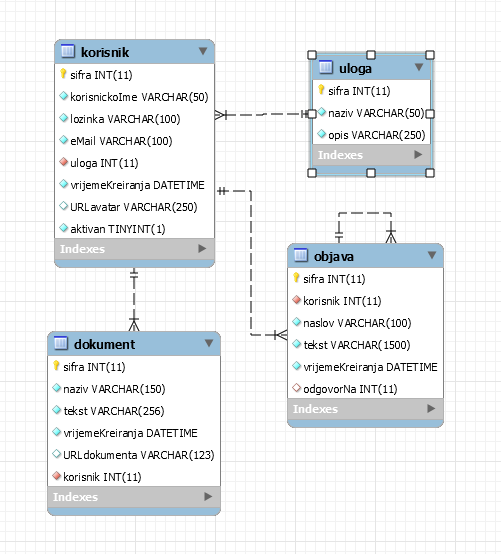 korisnik
sifra INT(11)
korisnickoIme VARCHAR(50)
lozinka VARCHAR(100)
eMail VARCHAR(100)
uloga INT(11)
vrijemeKreiranja DATETIME
URLavatar VARCHAR(250)
aktivan TINYINT(1)
Indexes
uloga
sifra INT(11)
naziv VARCHAR(50)
opis VARCHAR(250)
Indexes
objava
sifra INT(11)
korisnik INT(11)
naslov VARCHAR(100)
tekst VARCHAR(1500)
vrijemeKreiranja DATETIME
odgovorNa INT(11)
Indexes
dokument
sifra INT(11)
naziv VARCHAR(150)
tekst VARCHAR(256)
vrijemeKreiranja DATETIME
URLdokumenta VARCHAR(123)
korisnik INT(11)
Indexes